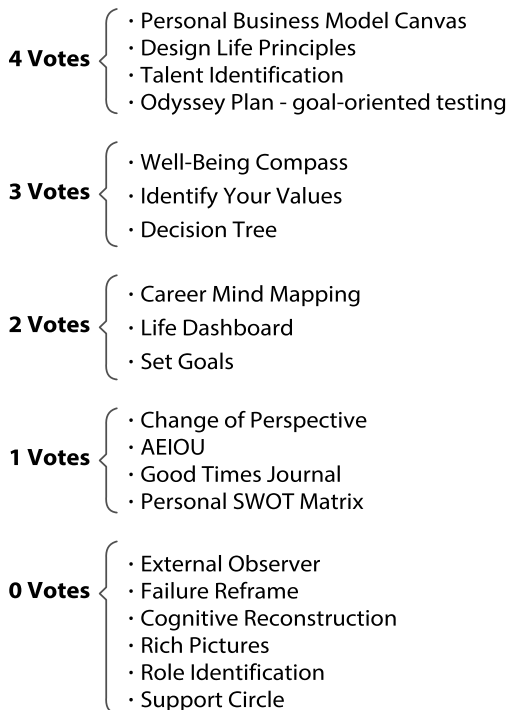 4 Votes
· Personal Business Model Canvas
· Design Life Principles
· Talent Identification
· Odyssey Plan - goal-oriented testing
3 Votes
· Well-Being Compass
· Identify Your Values
· Decision Tree
2 Votes
· Career Mind Mapping
· Life Dashboard
· Set Goals
1 Votes
· Change of Perspective
· AEIOU
· Good Times Journal
· Personal SWOT Matrix
0 Votes
· External Observer
· Failure Reframe
· Cognitive Reconstruction
· Rich Pictures
· Role Identification
· Support Circle